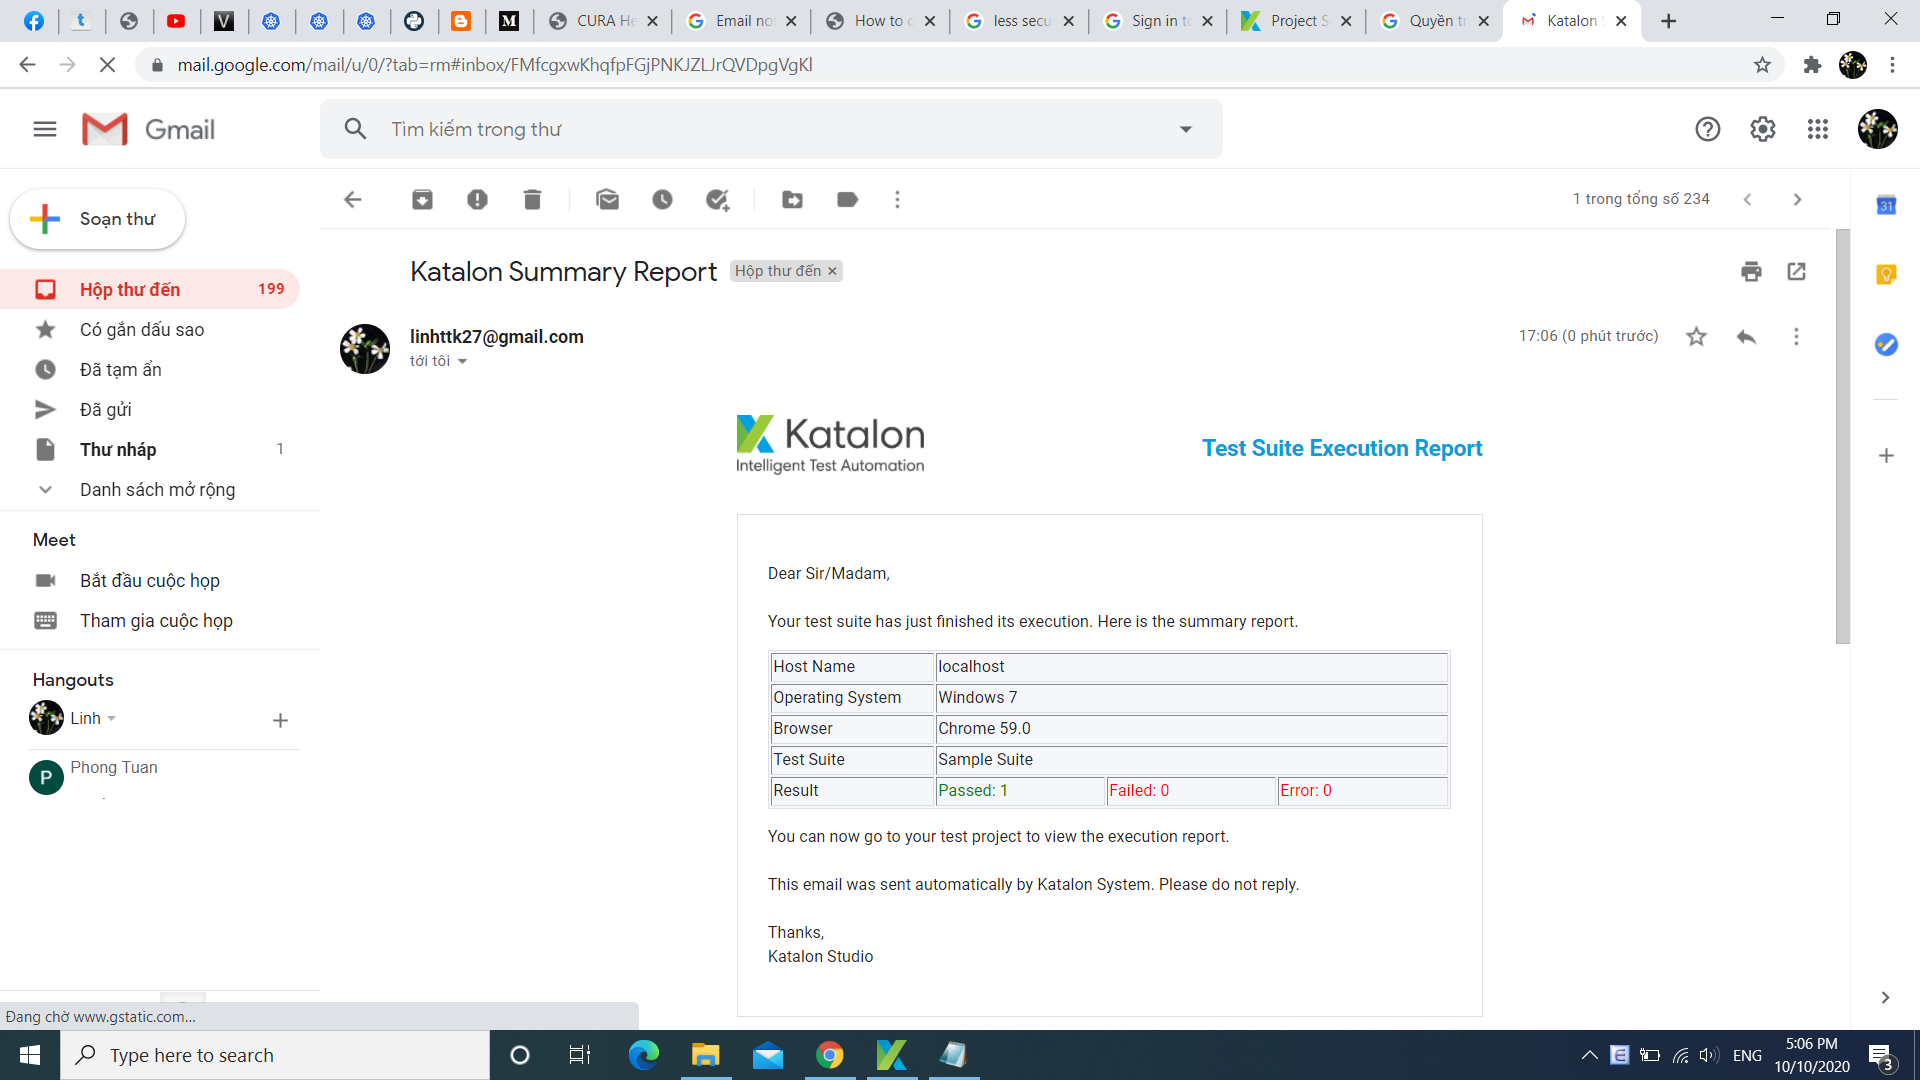 CURA He
Email no
How to c
less secu
Sign in to
Project S
Quyền tr
Katalon S
mail.google.com/mail/u/0/?tab=rm#inbox/FMfcgxwKhqfpFGjPNKJZLJrQVDpgVgKl
Gmail
Tìm kiếm trong thư
Soạn thư
1 trong tổng số 234
31
Katalon Summary Report
Hộp thư đến ×
Hộp thư đến 199
Có gắn dấu sao
Đã tạm ẩn
Đã gửi
Thư nháp 1
Danh sách mở rộng
linhttk27@gmail.com
17:06 (0 phút trước)
tới tôi
Katalon
Intelligent Test Automation
Test Suite Execution Report
Meet
Bắt đầu cuộc họp
Tham gia cuộc họp
Hangouts
Linh
P
Phong Tuan
Dear Sir/Madam,
Your test suite has just finished its execution. Here is the summary report.
Host Name localhost
Operating System Windows 7
Browser Chrome 59.0
Test Suite Sample Suite
Result Passed: 1 Failed: 0 Error: 0
You can now go to your test project to view the execution report.
This email was sent automatically by Katalon System. Please do not reply.
Thanks,
Katalon Studio
Đang chờ www.gstatic.com...
Type here to search
ENG
5:06 PM
10/10/2020
3